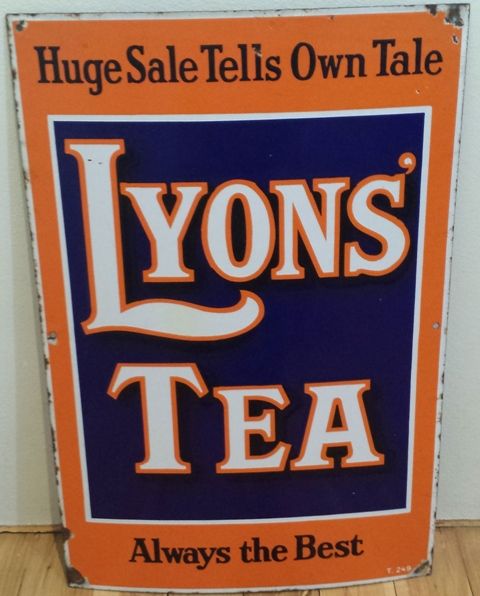 Huge Sale Tells Own Tale
LYONS'
TEA
Always the Best
T. 249